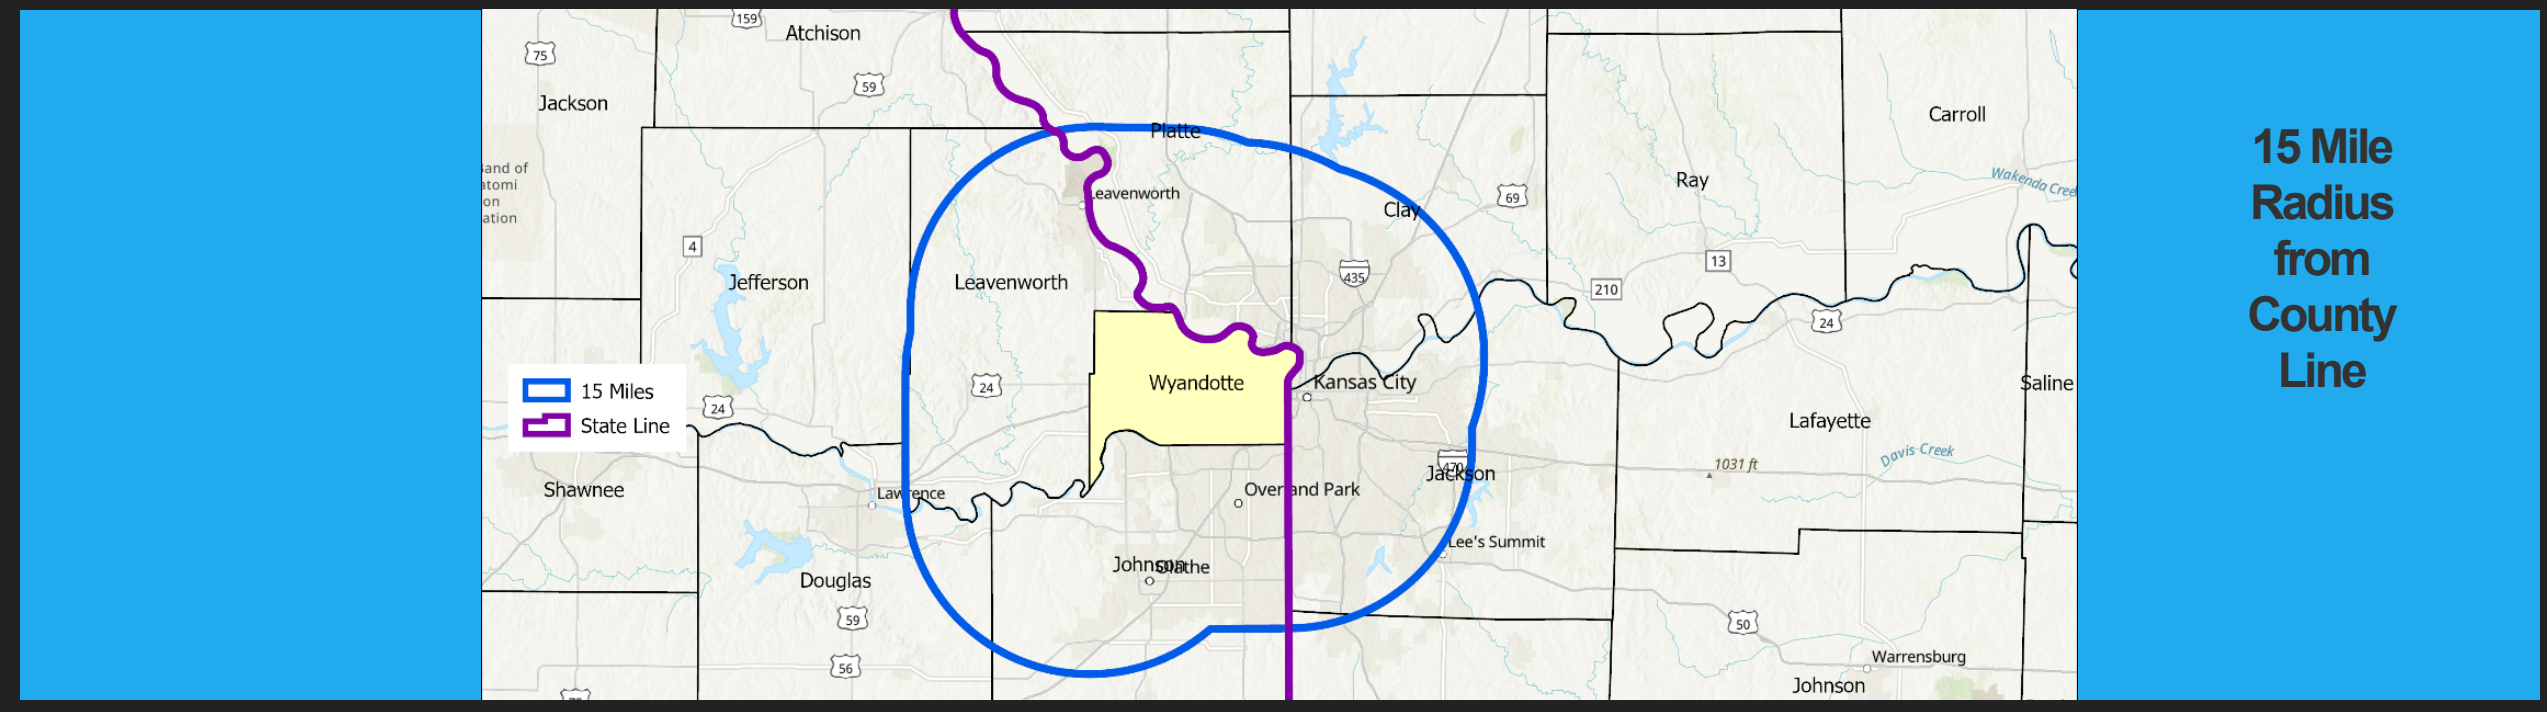 159
Atchison
75
59
Jackson
Carroll
Platte
Band of
atomi
on
ation
Wakenda Cree
Ray
Leavenworth
69
Clay
4
13
435
Jefferson
Leavenworth
210
24
15 Miles
State Line
24
24
Wyandotte
Kansas City
Saline
Lafayette
Davis Creek
1031 ft
470
Jackson
Shawnee
Lawrence
Overland Park
Lee's Summit
Johnson
Olathe
Douglas
59
50
56
Warrensburg
Johnson
15 Mile
Radius
from
County
Line